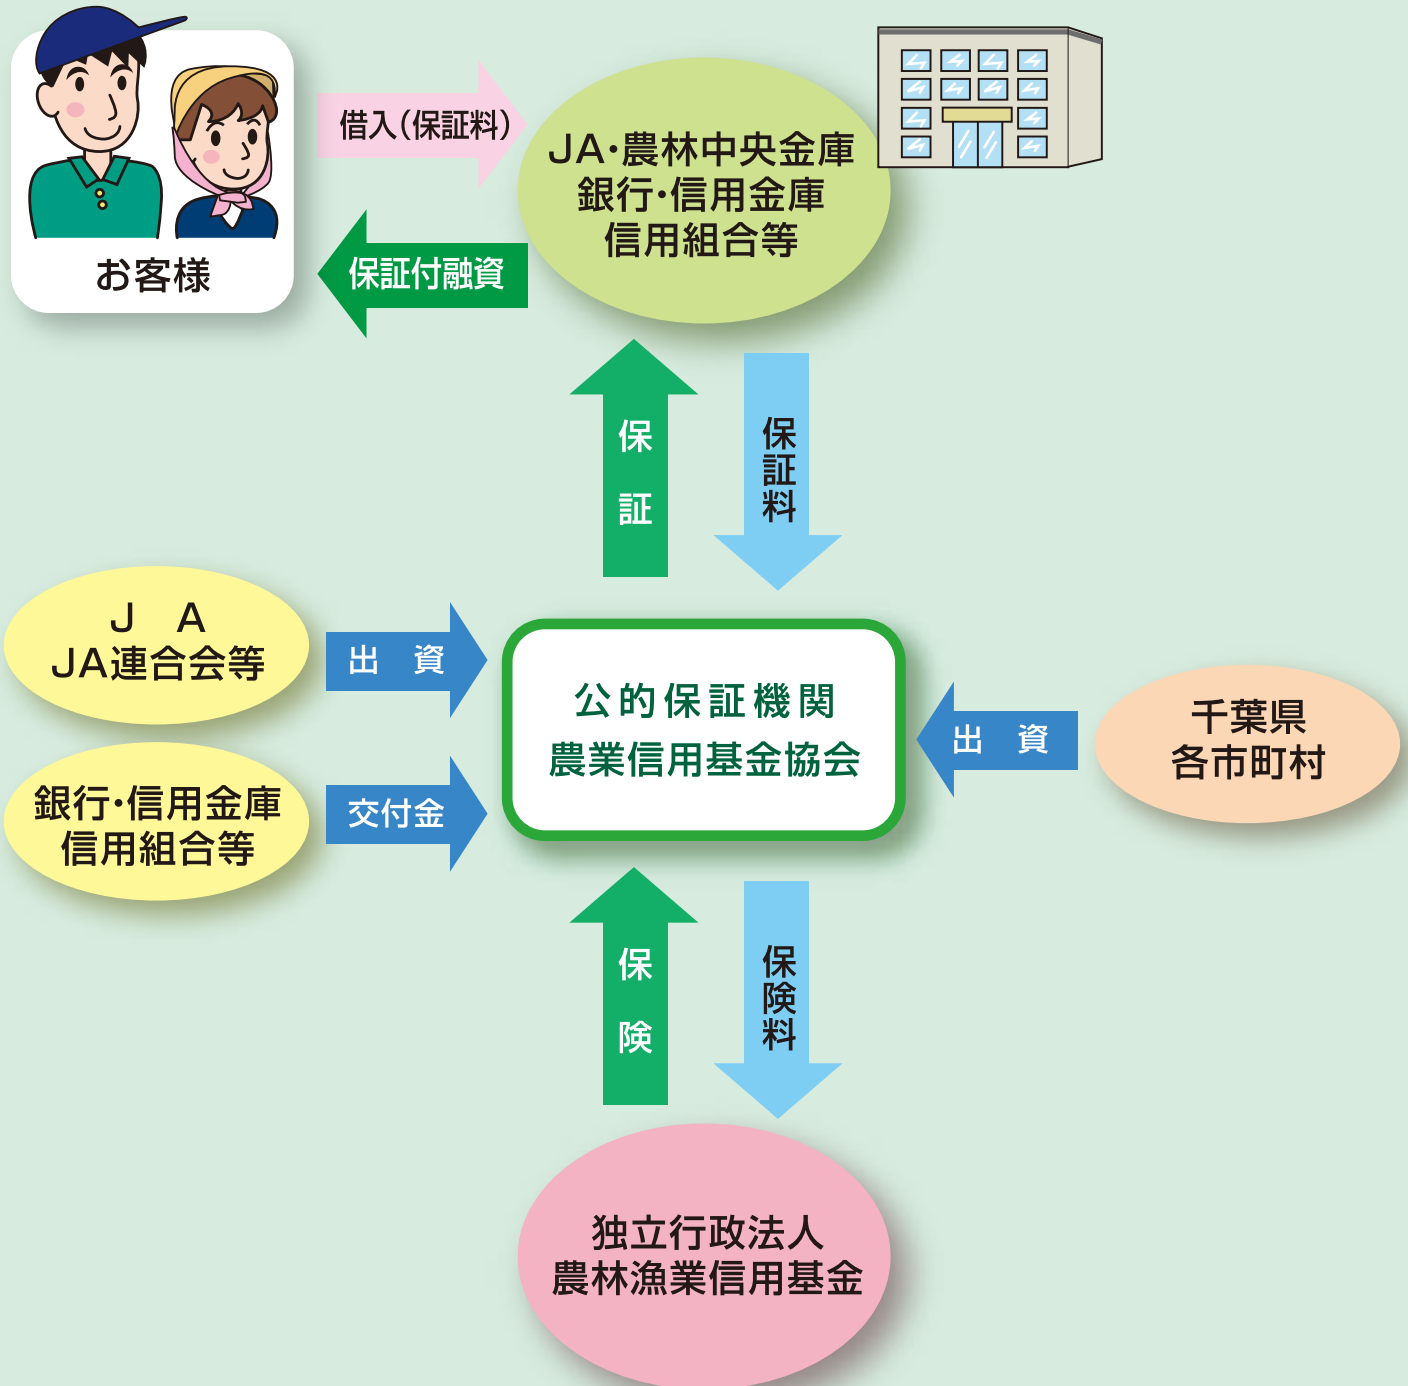 借入（保証料）
JA・農林中央金庫
銀行・信用金庫
信用組合等
お客様
保証付融資
保証
保証料
J A
JA連合会等
出資
公的保証機関
農業信用基金協会
出資
千葉県
各市町村
銀行・信用金庫
信用組合等
交付金
保険
保険料
独立行政法人
農林漁業信用基金